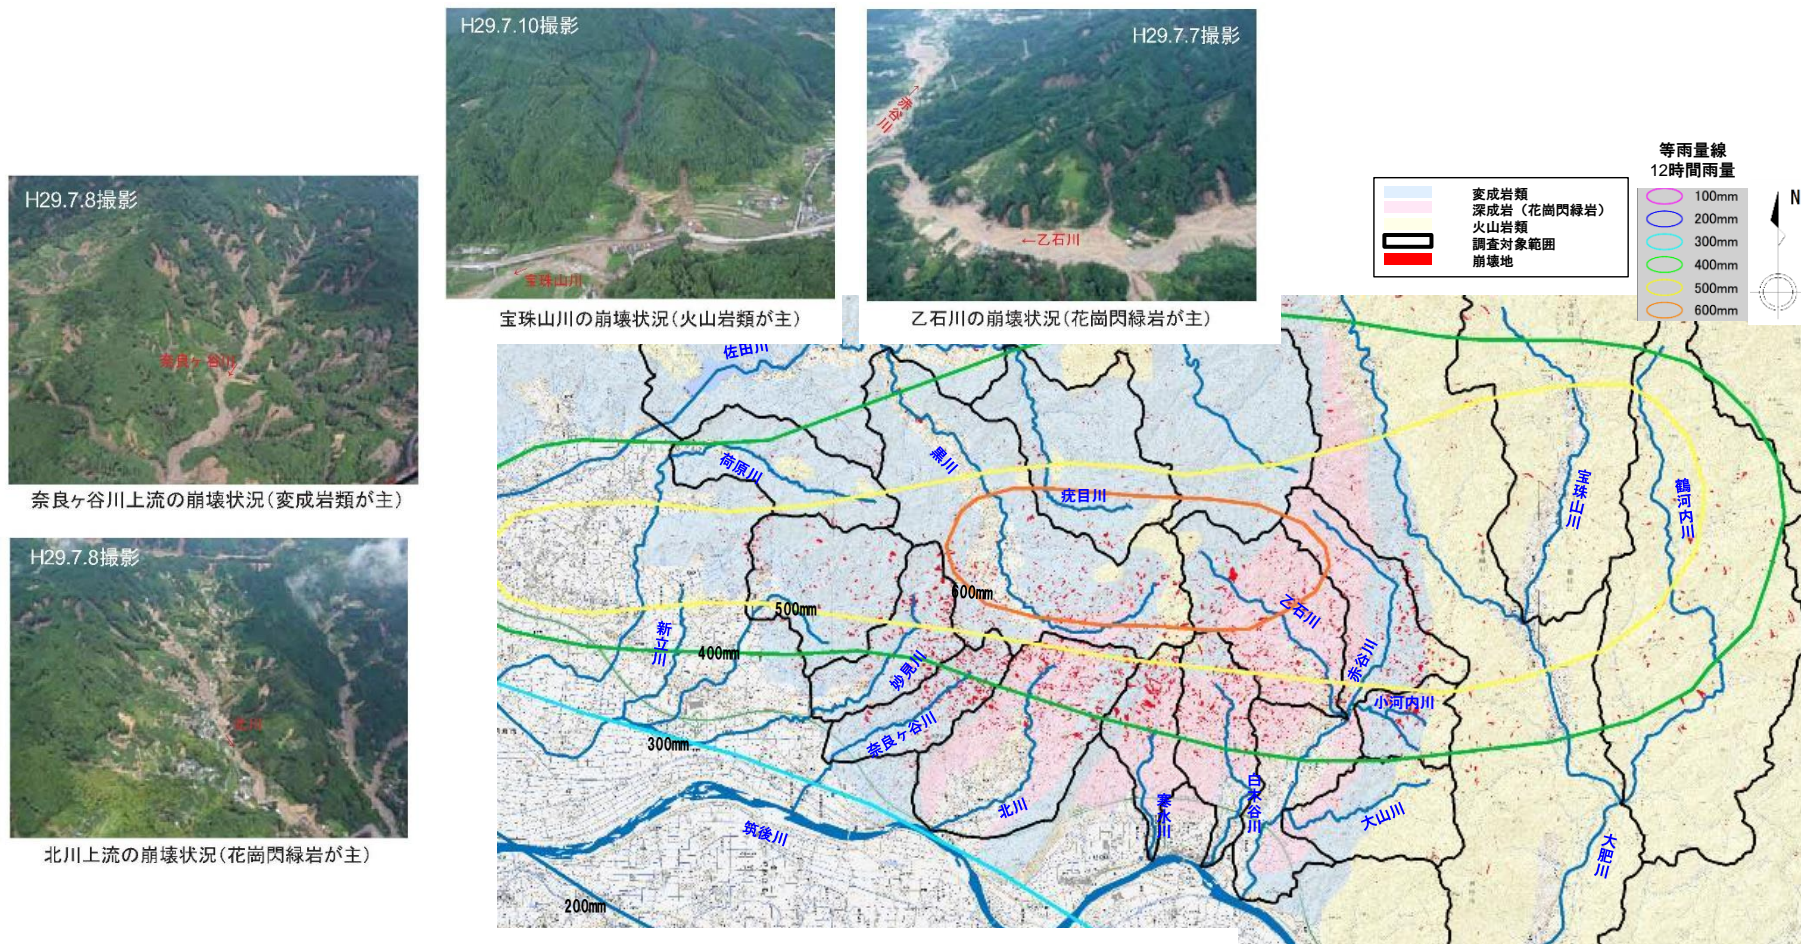 H29.7.10撮影
宝珠山川
宝珠山川の崩壊状況(火山岩類が主)
H29.7.7撮影
赤谷川
←乙石川
乙石川の崩壊状況(花崗閃緑岩が主)
H29.7.8撮影
奈良ヶ谷川
奈良ヶ谷川上流の崩壊状況(変成岩類が主)
H29.7.8撮影
北川
北川上流の崩壊状況(花崗閃緑岩が主)
変成岩類
深成岩(花崗閃緑岩)
火山岩類
調査対象範囲
崩壊地
等雨量線
12時間雨量
100mm
200mm
300mm
400mm
500mm
600mm
N
佐田川
荷原川
黒川
疣目川
宝珠山川
鶴河内川
600mm
500mm
乙石川
新立川
400mm
妙見川
赤谷川
小河内川
300mm
奈良ヶ谷川
北川
寒水川
白木谷川
大山川
筑後川
大肥川
200mm